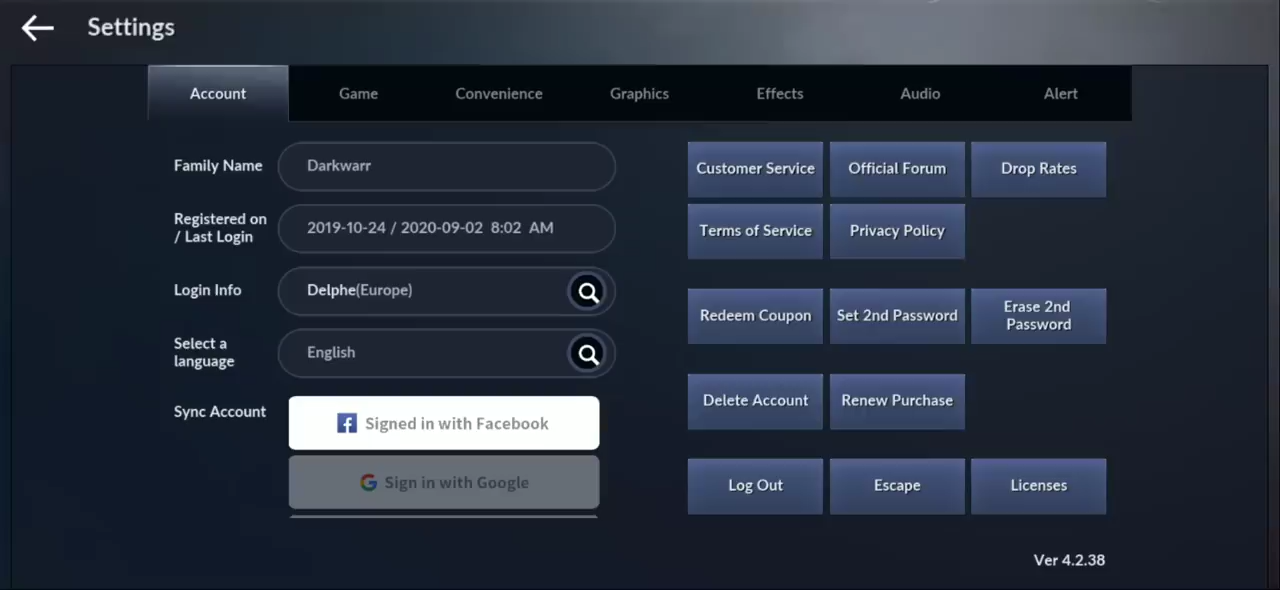 Settings
Account
Game
Convenience
Graphics
Effects
Audio
Alert
Family Name
Darkwarr
Registered on
/ Last Login
2019-10-24 / 2020-09-02 8:02 AM
Login Info
Delphe(Europe)
Select a
language
English
Sync Account
Signed in with Facebook
Sign in with Google
Customer Service
Official Forum
Drop Rates
Terms of Service
Privacy Policy
Redeem Coupon
Set 2nd Password
Erase 2nd
Password
Delete Account
Renew Purchase
Log Out
Escape
Licenses
Ver 4.2.38